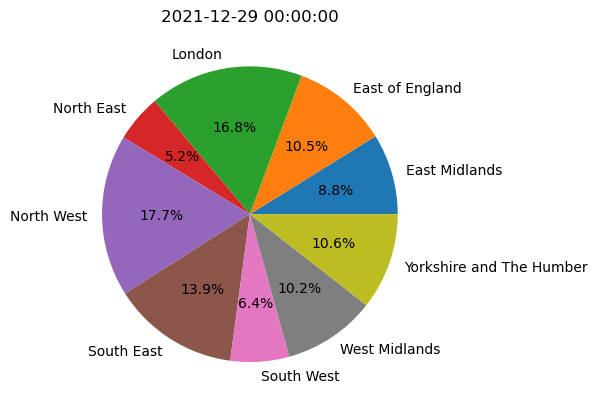 2021-12-29 00:00:00
London
East of England
North East
16.8%
10.5%
5.2%
East Midlands
8.8%
North West
17.7%
10.6%
Yorkshire and The Humber
13.9%
10.2%
6.4%
South East
West Midlands
South West